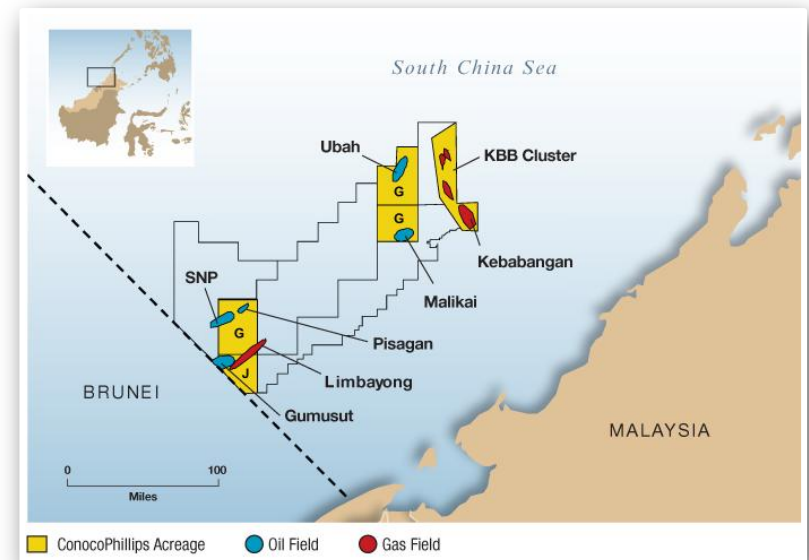 South China Sea
Ubah
KBB Cluster
G
G
Kebabangan
Malikai
SNP
G
Pisagan
J
Limbayong
BRUNEI
Gumusut
MALAYSIA
0 100
Miles
ConocoPhillips Acreage Oil Field Gas Field